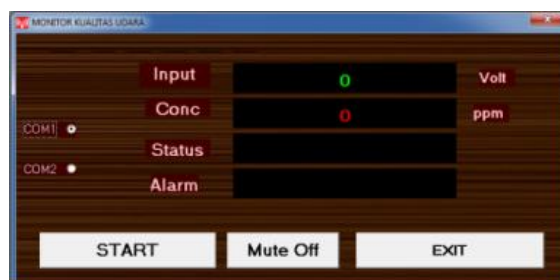 MONITOR KUALITAS UDARA
Input 0 Volt
Conc 0 ppm
COM1
Status
COM2
Alarm
START Mute Off EXIT